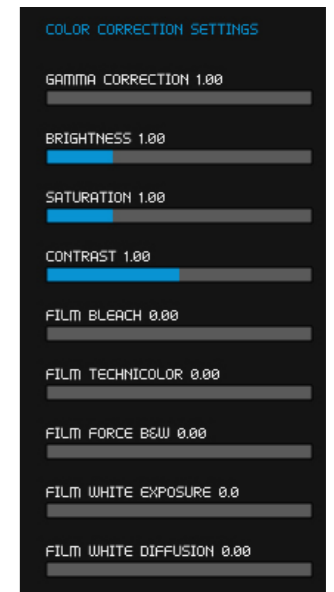 COLOR CORRECTION SETTINGS
GAMMA CORRECTION 1.00
BRIGHTNESS 1.00
SATURATION 1.00
CONTRAST 1.00
FILM BLEACH 0.00
FILM TECHNICOLOR 0.00
FILM FORCE B&W 0.00
FILM WHITE EXPOSURE 0.0
FILM WHITE DIFFUSION 0.00